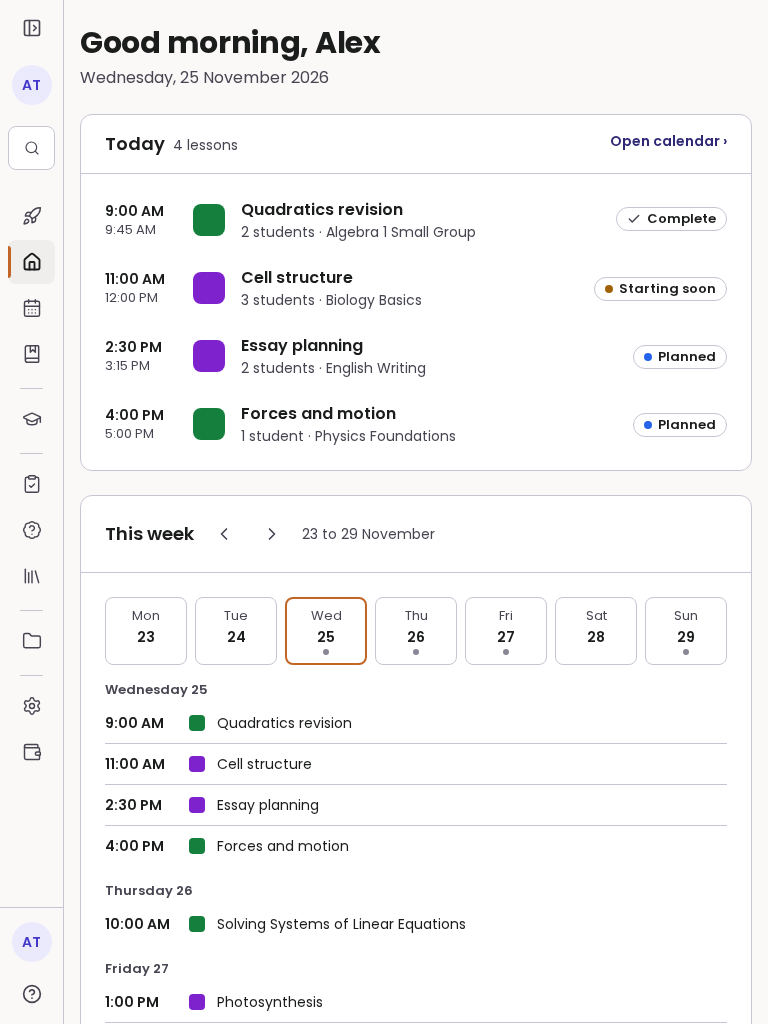 AT
Good morning, Alex
Wednesday, 25 November 2026
Today 4 lessons
Open calendar ›
9:00 AM
9:45 AM
Quadratics revision
2 students · Algebra 1 Small Group
Complete
11:00 AM
12:00 PM
Cell structure
3 students · Biology Basics
Starting soon
2:30 PM
3:15 PM
Essay planning
2 students · English Writing
Planned
4:00 PM
5:00 PM
Forces and motion
1 student · Physics Foundations
Planned
This week
23 to 29 November
Mon 23
Tue 24
Wed 25
Thu 26
Fri 27
Sat 28
Sun 29
Wednesday 25
9:00 AM Quadratics revision
11:00 AM Cell structure
2:30 PM Essay planning
4:00 PM Forces and motion
Thursday 26
10:00 AM Solving Systems of Linear Equations
Friday 27
1:00 PM Photosynthesis
AT